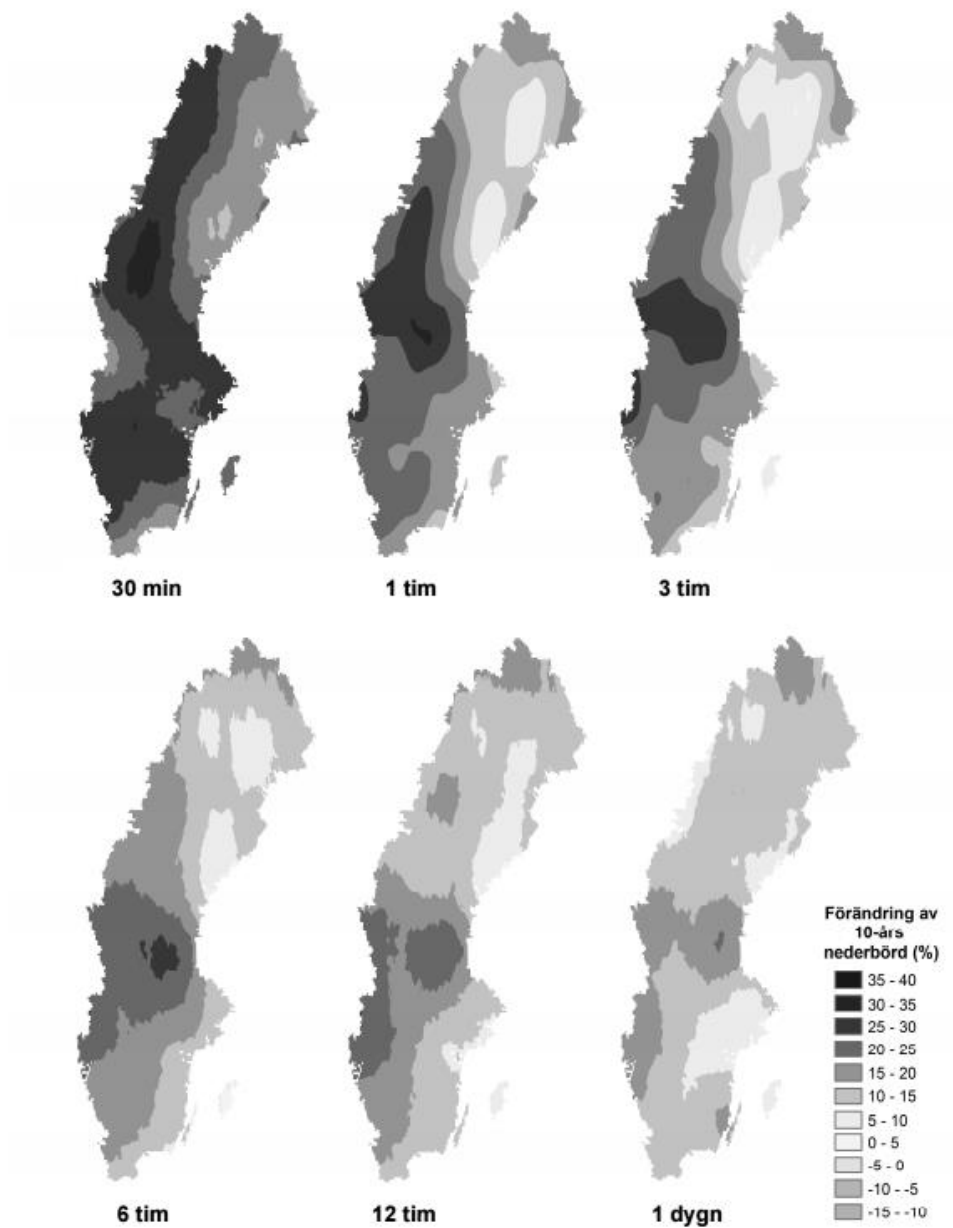 30 min
1 tim
3 tim
6 tim
12 tim
1 dygn
Förändring av
10-års
nederbörd (%)
35 - 40
30 - 35
25 - 30
20 - 25
15 - 20
10 - 15
5 - 10
0 - 5
-5 - 0
-10 - -5
-15 - -10